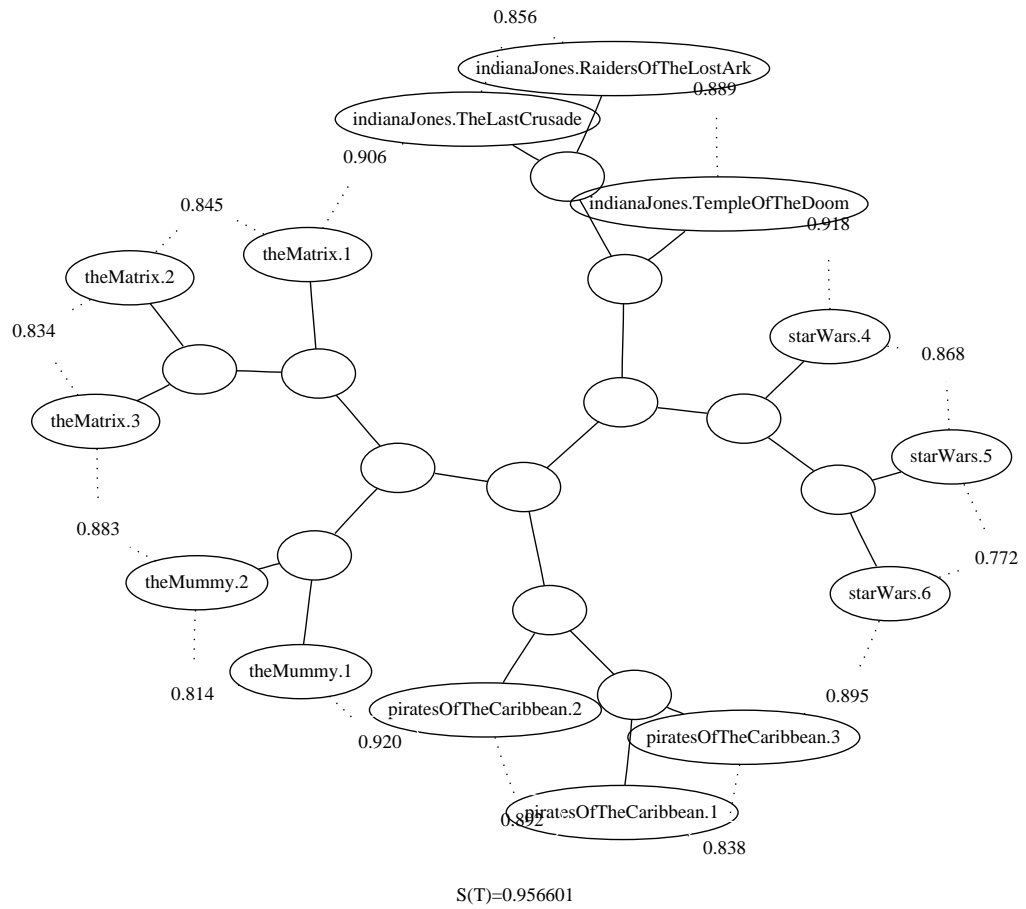 0.856
indianaJones.RaidersOfTheLostArk
0.889
indianaJones.TheLastCrusade
0.906
indianaJones.TempleOfTheDoom
0.845
0.918
theMatrix.1
theMatrix.2
0.834
starWars.4
0.868
theMatrix.3
starWars.5
0.883
0.772
theMummy.2
starWars.6
theMummy.1
0.814
0.895
piratesOfTheCaribbean.2
0.920
piratesOfTheCaribbean.3
piratesOfTheCaribbean.1
0.892
0.838
S(T)=0.956601